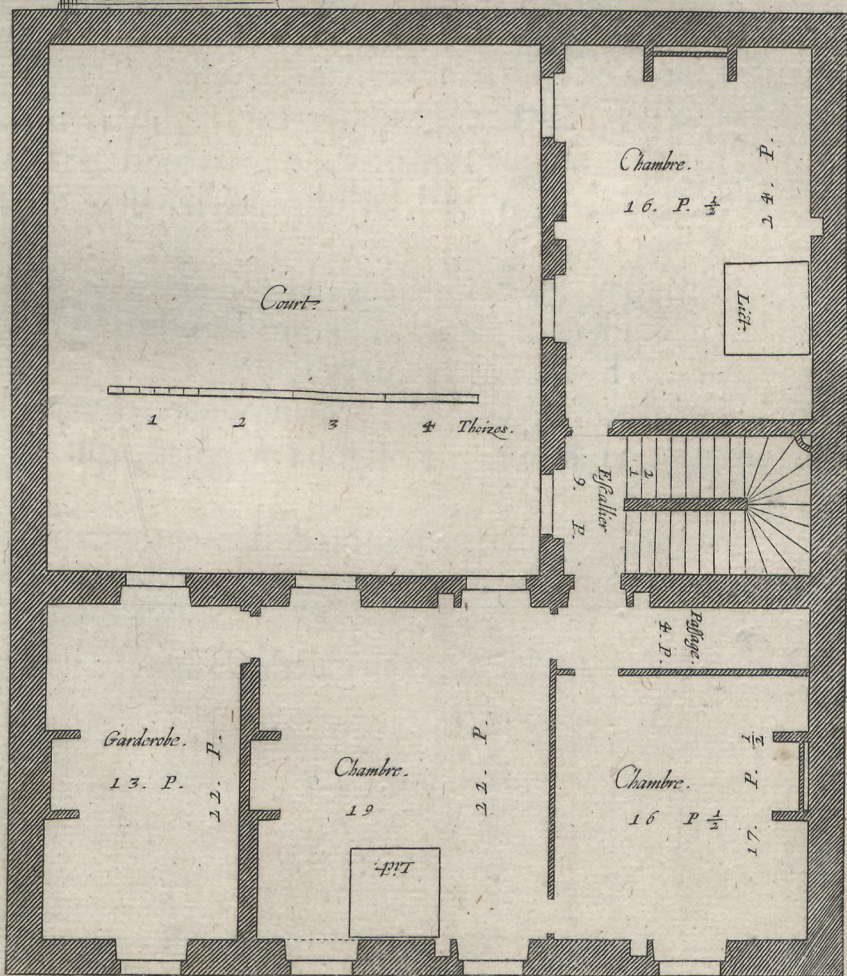 Chambre.
16. P. 1/2
24. P.
Lict.
Court.
1 2 3 4 Thoizes.
1/2
Eſcallier
9. P.
Paſſage.
4. P.
Garderobe.
13. P.
22. P.
Chambre.
19
22. P.
Lict.
Chambre.
16 P 1/2
17. P. 1/2